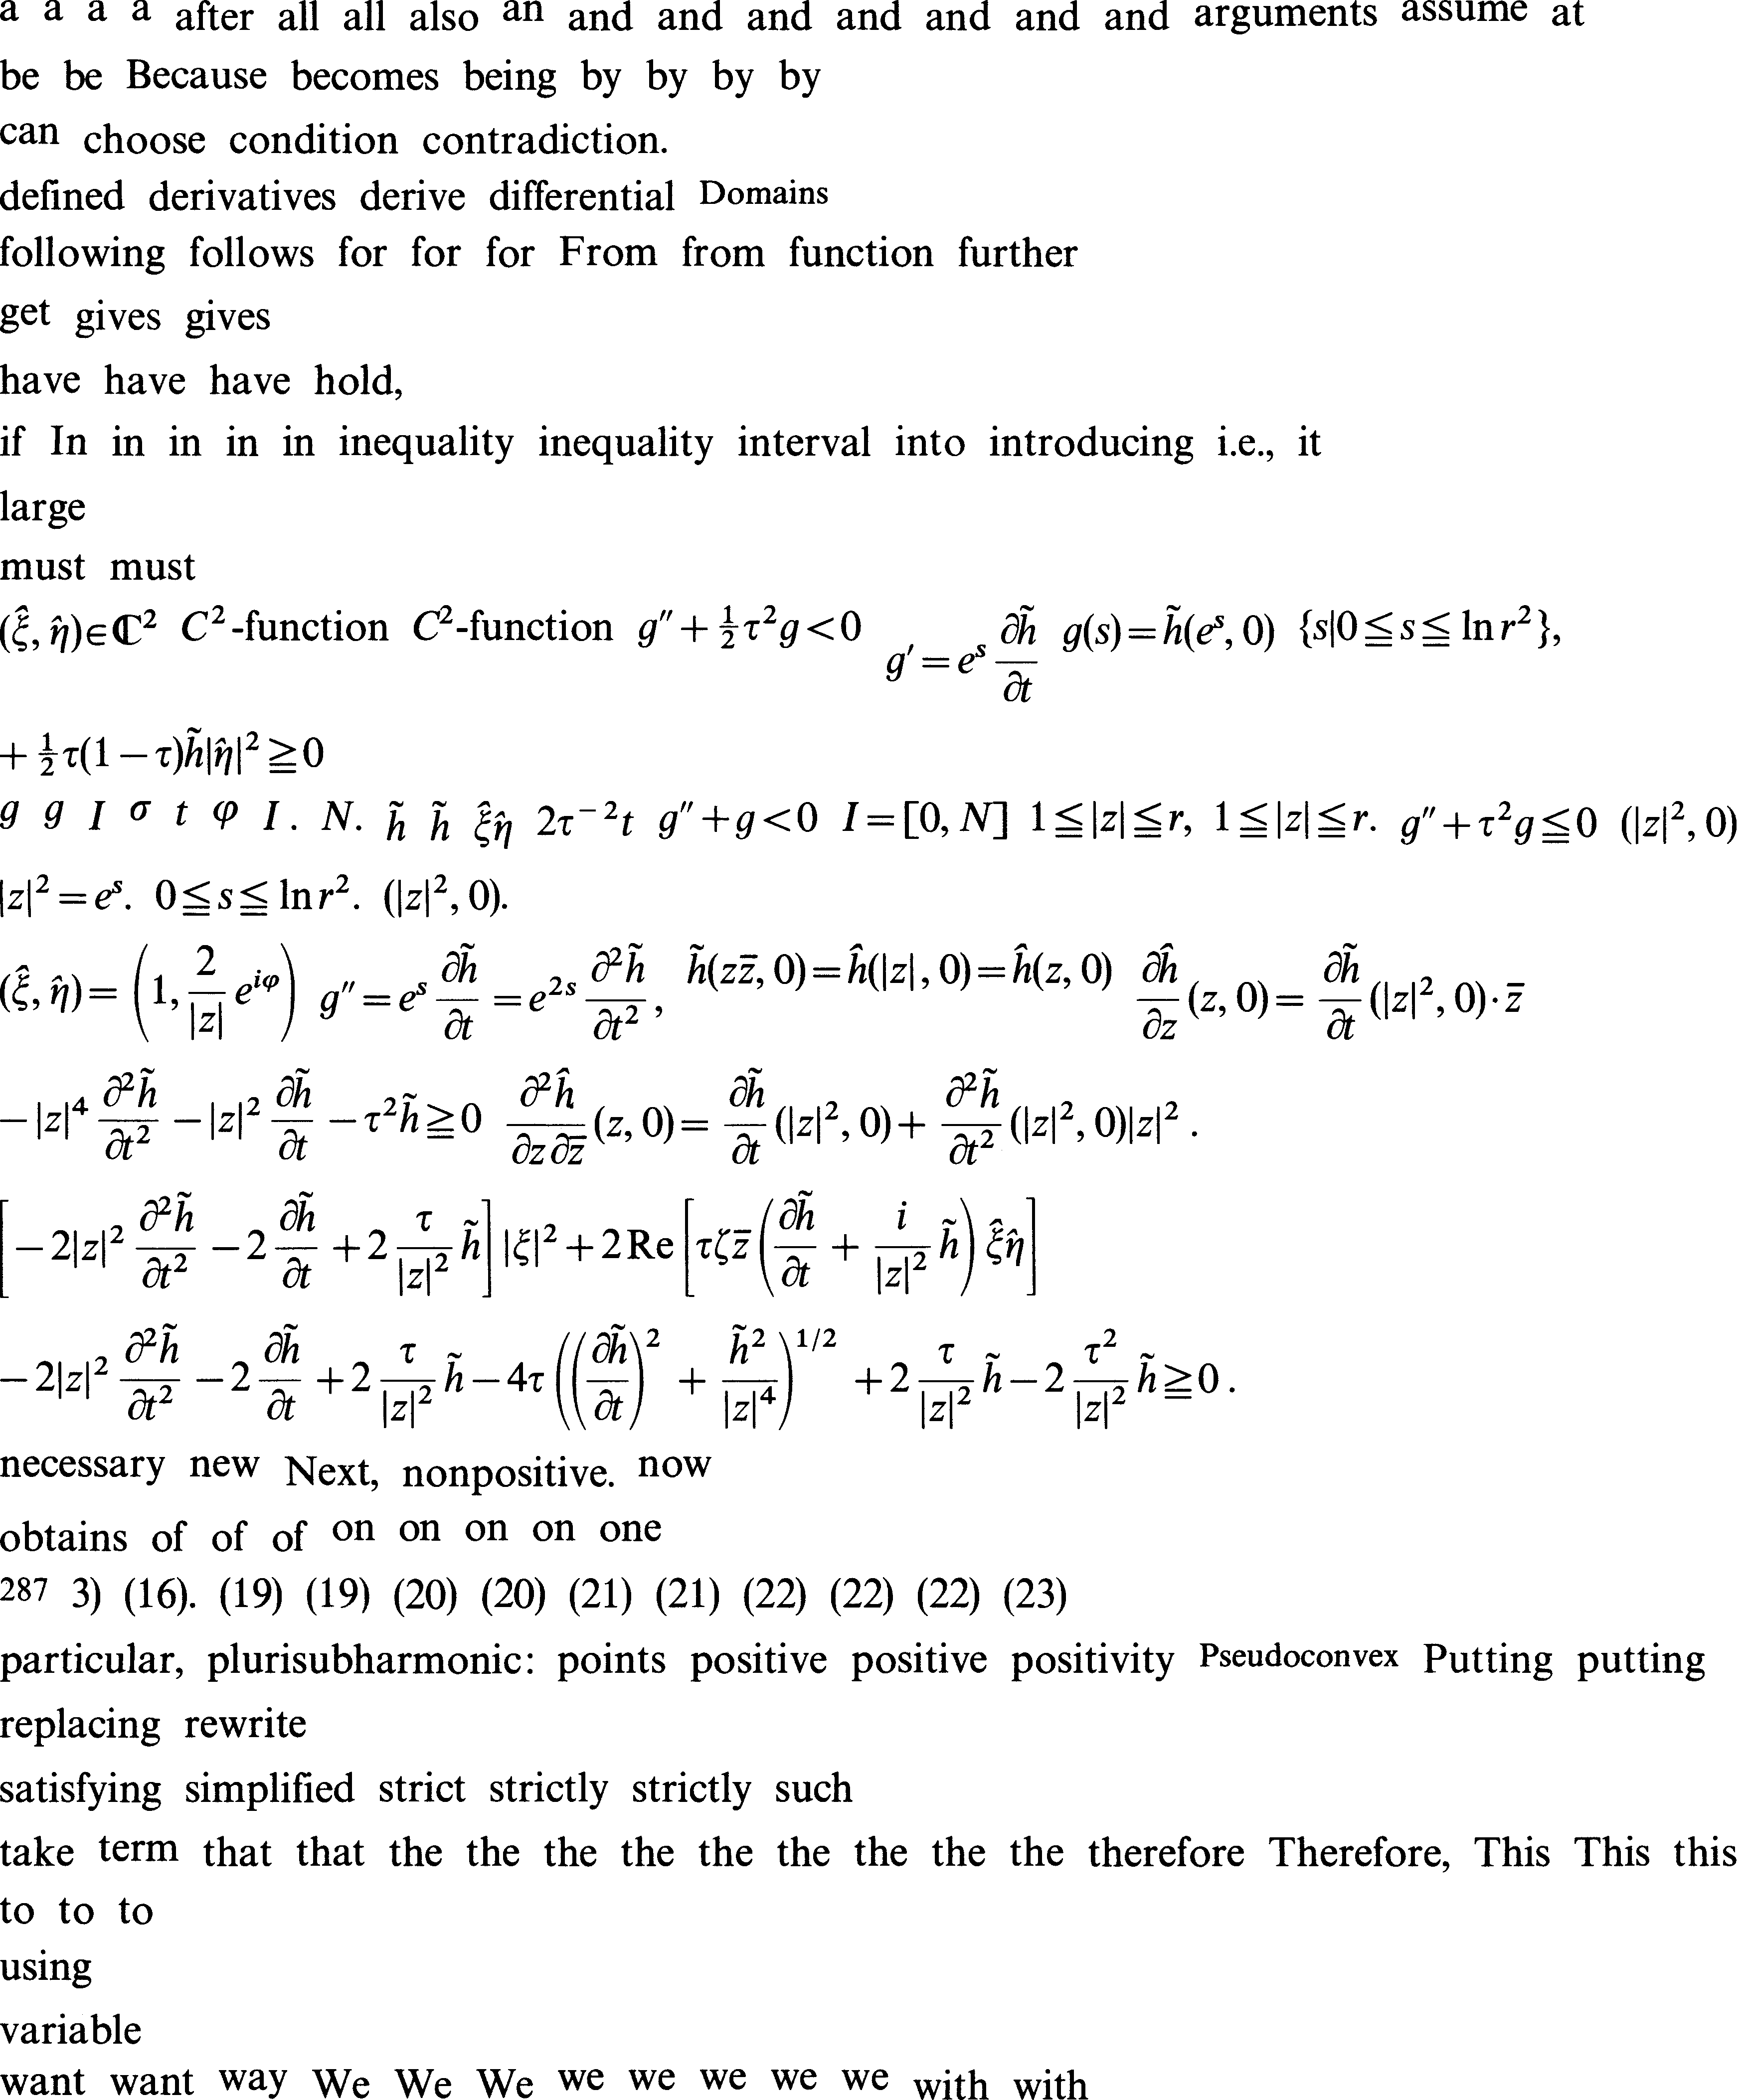 a a a a after all all also an and and and and and and and arguments assume at
be be Because becomes being by by by by
can choose condition contradiction.
defined derivatives derive differential Domains
following follows for for for From from function further
get gives gives
have have have hold,
if In in in in in inequality inequality interval into introducing i.e., it
large
must must
(ξ̂, η̂)∈ℂ² C²-function C²-function g″ + ½τ²g < 0 g′ = eˢ ∂h̃/∂t g(s) = h̃(eˢ, 0) {s|0 ≦ s ≦ ln r²},
+ ½τ(1 − τ)h̃|η̂|² ≧ 0
g g I σ t φ I. N. h̃ h̃ ξ̂η̂ 2τ⁻²t g″ + g < 0 I = [0, N] 1 ≦ |z| ≦ r, 1 ≦ |z| ≦ r. g″ + τ²g ≦ 0 (|z|², 0)
|z|² = eˢ. 0 ≦ s ≦ ln r². (|z|², 0).
(ξ̂, η̂) = (1, 2/|z| e^{iφ}) g″ = eˢ ∂h̃/∂t = e^{2s} ∂²h̃/∂t², h̃(zz̄, 0) = ĥ(|z|, 0) = ĥ(z, 0) ∂ĥ/∂z (z, 0) = ∂h̃/∂t (|z|², 0)·z̄
− |z|⁴ ∂²h̃/∂t² − |z|² ∂h̃/∂t − τ²h̃ ≧ 0 ∂²ĥ/∂z∂z̄ (z, 0) = ∂h̃/∂t (|z|², 0) + ∂²h̃/∂t² (|z|², 0)|z|².
[− 2|z|² ∂²h̃/∂t² − 2 ∂h̃/∂t + 2 τ/|z|² h̃] |ξ|² + 2 Re [τζz̄ (∂h̃/∂t + i/|z|² h̃) ξ̂η̂]
− 2|z|² ∂²h̃/∂t² − 2 ∂h̃/∂t + 2 τ/|z|² h̃ − 4τ ((∂h̃/∂t)² + h̃²/|z|⁴)^{1/2} + 2 τ/|z|² h̃ − 2 τ²/|z|² h̃ ≧ 0.
necessary new Next, nonpositive. now
obtains of of of on on on on one
287 3) (16). (19) (19) (20) (20) (21) (21) (22) (22) (22) (23)
particular, plurisubharmonic: points positive positive positivity Pseudoconvex Putting putting
replacing rewrite
satisfying simplified strict strictly strictly such
take term that that the the the the the the the the the therefore Therefore, This This this
to to to
using
variable
want want way We We We we we we we we with with